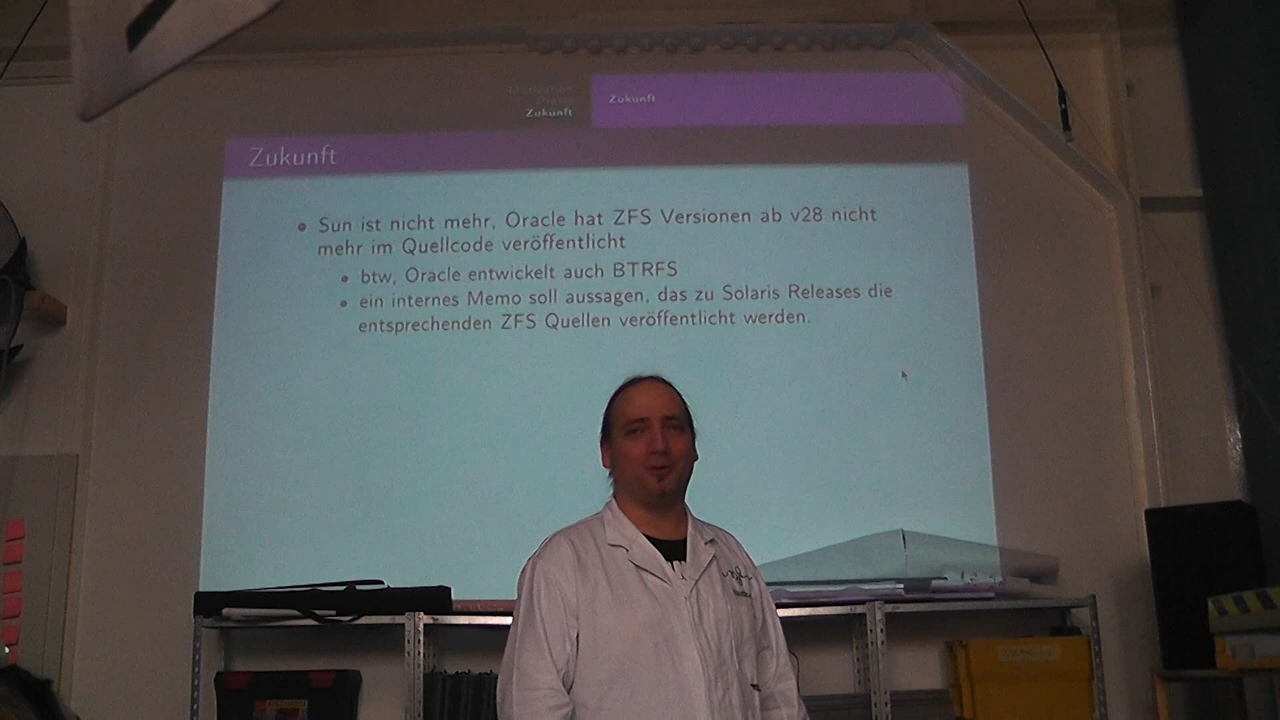 Motivation
Zukunft
Zukunft
Zukunft
Sun ist nicht mehr, Oracle hat ZFS Versionen ab v28 nicht
mehr im Quellcode veröffentlicht
btw, Oracle entwickelt auch BTRFS
ein internes Memo soll aussagen, das zu Solaris Releases die
entsprechenden ZFS Quellen veröffentlicht werden.